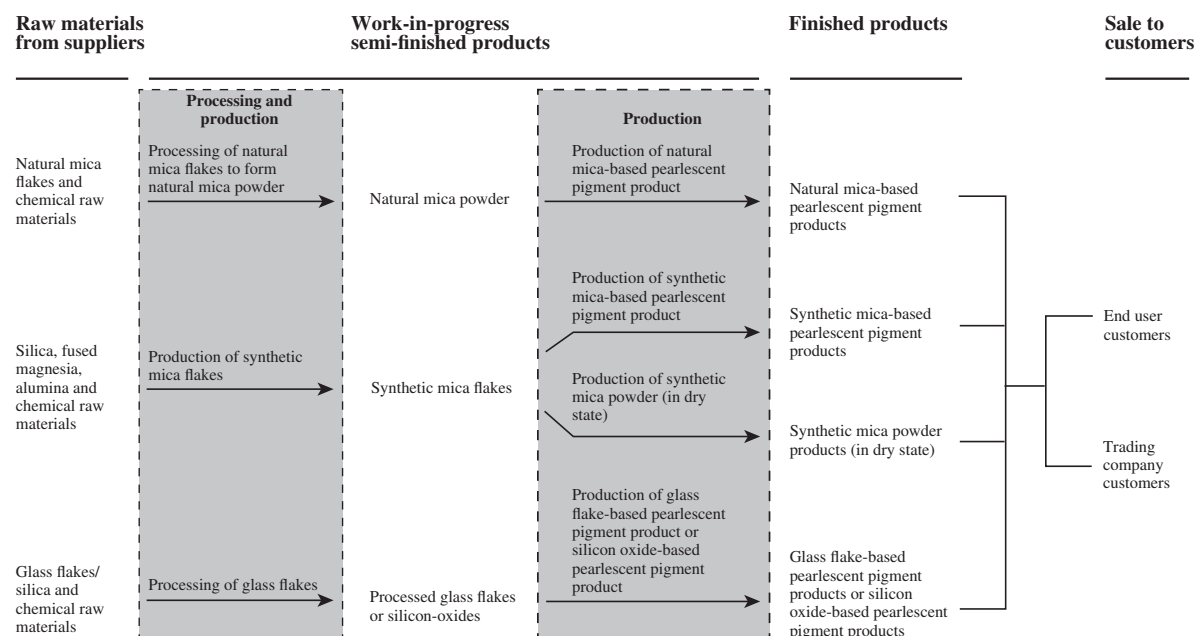 Raw materials
from suppliers
Work-in-progress
semi-finished products
Finished products
Sale to
customers
Processing and
production
Production
Natural mica
flakes and
chemical raw
materials
Processing of natural
mica flakes to form
natural mica powder
Natural mica powder
Production of natural
mica-based pearlescent
pigment product
Natural mica-based
pearlescent pigment
products
Silica, fused
magnesia,
alumina and
chemical raw
materials
Production of synthetic
mica flakes
Synthetic mica flakes
Production of synthetic
mica-based pearlescent
pigment product
Synthetic mica-based
pearlescent pigment
products
Production of synthetic
mica powder (in dry
state)
Synthetic mica powder
products (in dry state)
Glass flakes/
silica and
chemical raw
materials
Processing of glass flakes
Processed glass flakes
or silicon-oxides
Production of glass
flake-based pearlescent
pigment product or
silicon oxide-based
pearlescent pigment
product
Glass flake-based
pearlescent pigment
products or silicon
oxide-based pearlescent
pigment products
End user
customers
Trading
company
customers